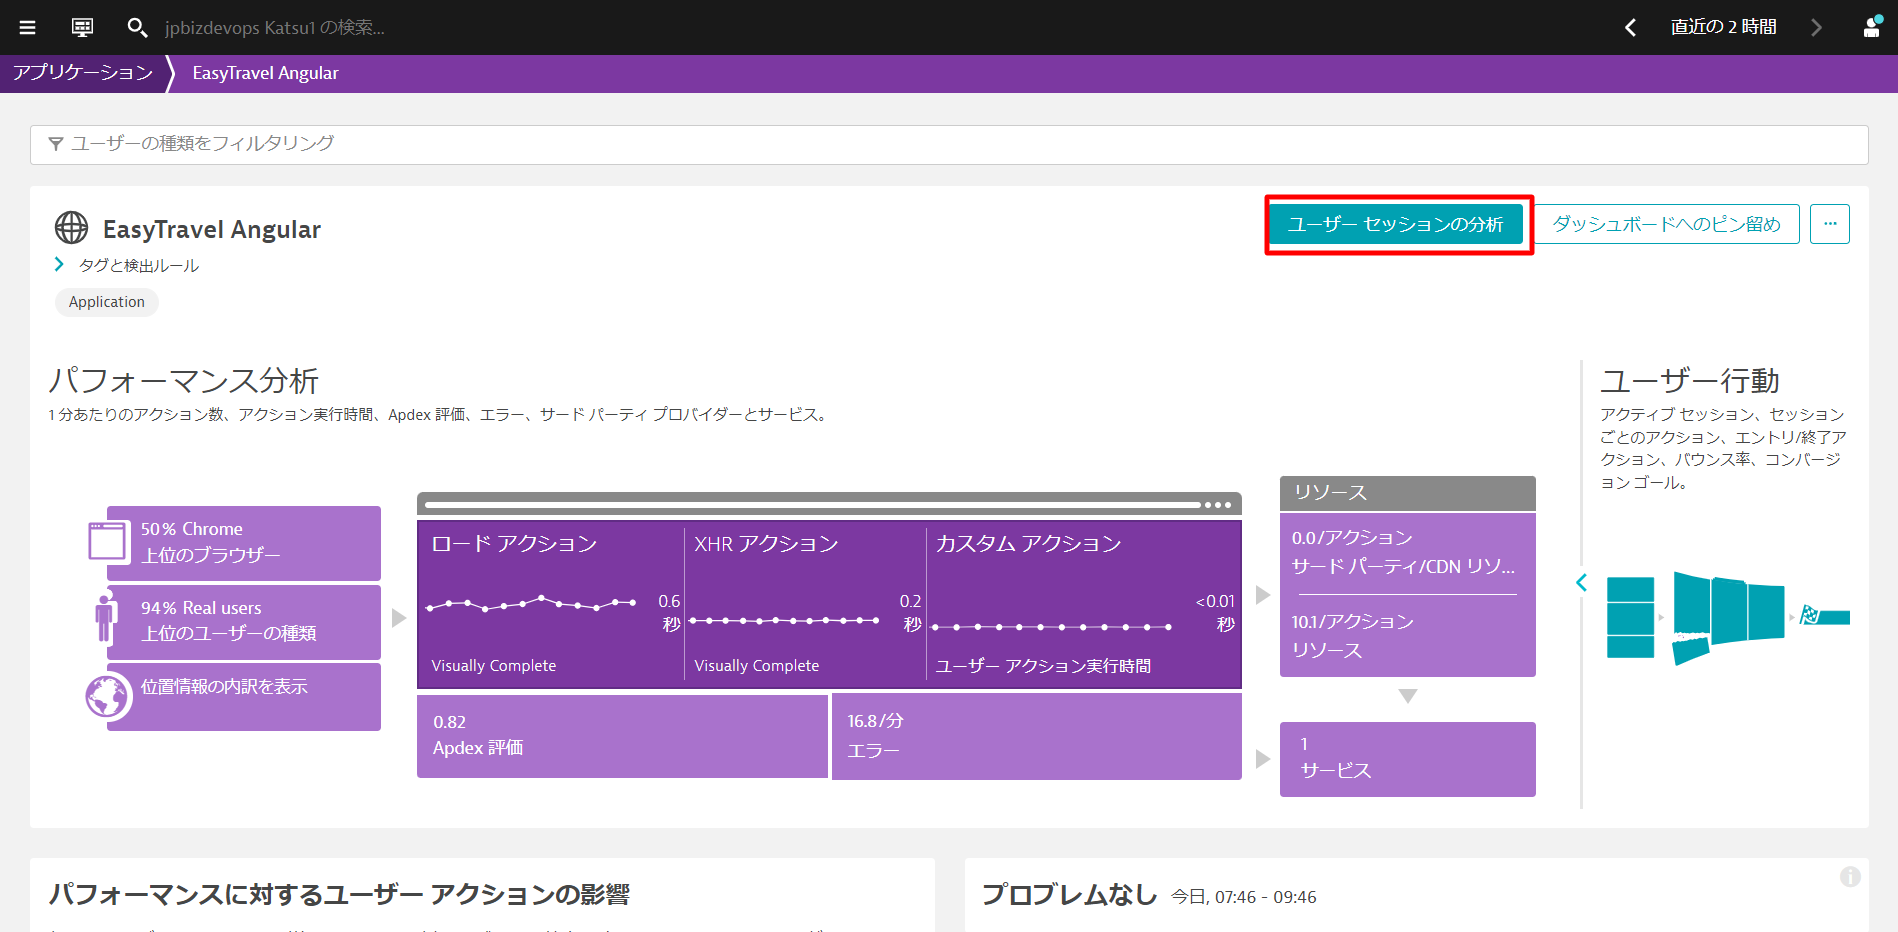 jpbizdevops Katsu1 の検索...
直近の 2 時間
アプリケーション
EasyTravel Angular
ユーザーの種類をフィルタリング
EasyTravel Angular
ユーザー セッションの分析
ダッシュボードへのピン留め
...
タグと検出ルール
Application
パフォーマンス分析
1 分あたりのアクション数、アクション実行時間、Apdex 評価、エラー、サード パーティ プロバイダーとサービス。
ユーザー行動
アクティブ セッション、セッション
ごとのアクション、エントリ/終了ア
クション、バウンス率、コンバージ
ョン ゴール。
50% Chrome
上位のブラウザー
94% Real users
上位のユーザーの種類
位置情報の内訳を表示
ロード アクション
0.6
秒
Visually Complete
XHR アクション
0.2
秒
Visually Complete
カスタム アクション
<0.01
秒
ユーザー アクション実行時間
0.82
Apdex 評価
16.8/分
エラー
リソース
0.0/アクション
サード パーティ/CDN リソ...
10.1/アクション
リソース
1
サービス
パフォーマンスに対するユーザー アクションの影響
プロブレムなし
今日, 07:46 - 09:46